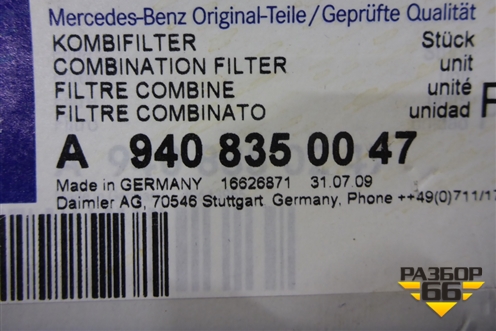 Mercedes-Benz Original-Teile/Geprüfte Qualität
KOMBIFILTER Stück
COMBINATION FILTER unit
FILTRE COMBINE unité
FILTRE COMBINATO unidad
A 940 835 00 47
Made in GERMANY 16626871 31.07.09
Daimler AG, 70546 Stuttgart Germany, Phone ++49(0)711/17
РАЗБОР
66